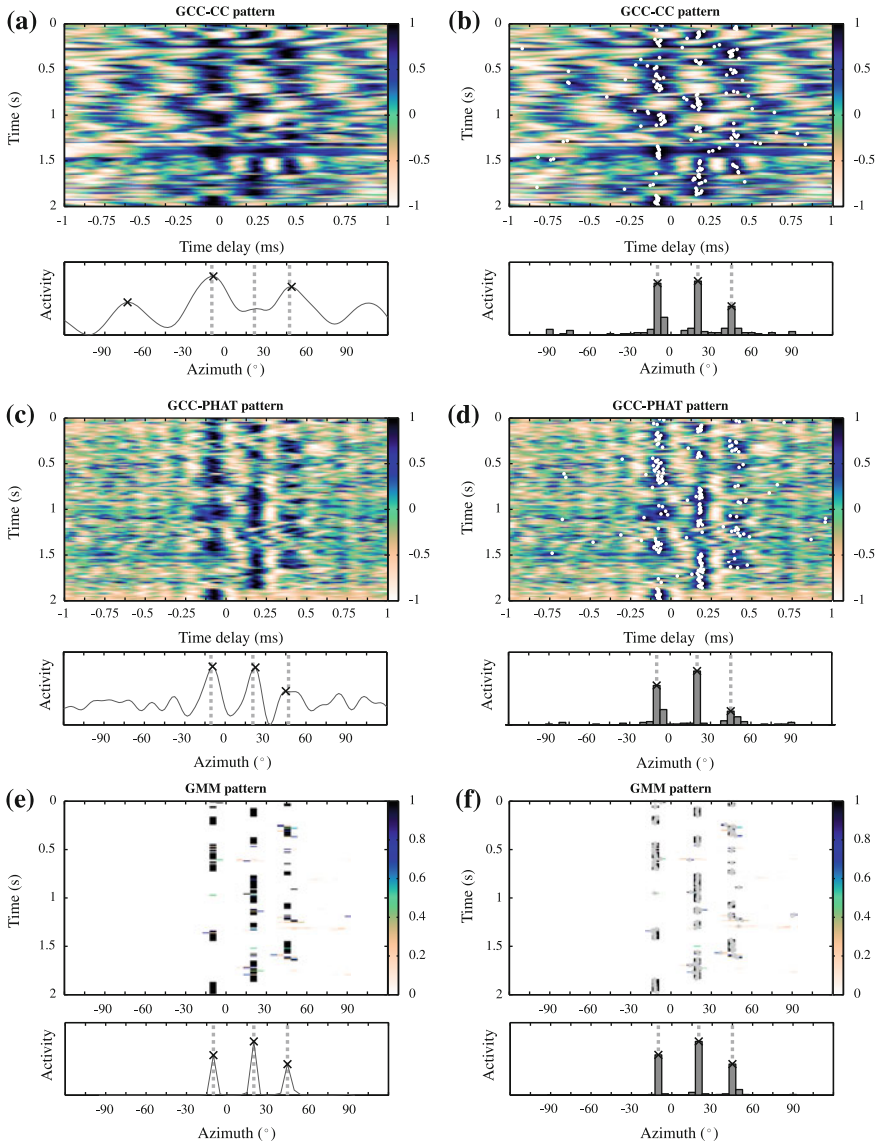 (a) GCC-CC pattern
0
0.5
1
1.5
2
Time (s)
-1 -0.75 -0.5 -0.25 0 0.25 0.5 0.75 1
Time delay (ms)
1
0.5
0
-0.5
-1
Activity
-90 -60 -30 0 30 60 90
Azimuth (°)
(b) GCC-CC pattern
0
0.5
1
1.5
2
Time (s)
-1 -0.75 -0.5 -0.25 0 0.25 0.5 0.75 1
Time delay (ms)
1
0.5
0
-0.5
-1
Activity
-90 -60 -30 0 30 60 90
Azimuth (°)
(c) GCC-PHAT pattern
0
0.5
1
1.5
2
Time (s)
-1 -0.75 -0.5 -0.25 0 0.25 0.5 0.75 1
Time delay (ms)
1
0.5
0
-0.5
-1
Activity
-90 -60 -30 0 30 60 90
Azimuth (°)
(d) GCC-PHAT pattern
0
0.5
1
1.5
2
Time (s)
-1 -0.75 -0.5 -0.25 0 0.25 0.5 0.75 1
Time delay (ms)
1
0.5
0
-0.5
-1
Activity
-90 -60 -30 0 30 60 90
Azimuth (°)
(e) GMM pattern
0
0.5
1
1.5
2
Time (s)
-90 -60 -30 0 30 60 90
1
0.8
0.6
0.4
0.2
0
Activity
-90 -60 -30 0 30 60 90
Azimuth (°)
(f) GMM pattern
0
0.5
1
1.5
2
Time (s)
-90 -60 -30 0 30 60 90
1
0.8
0.6
0.4
0.2
0
Activity
-90 -60 -30 0 30 60 90
Azimuth (°)